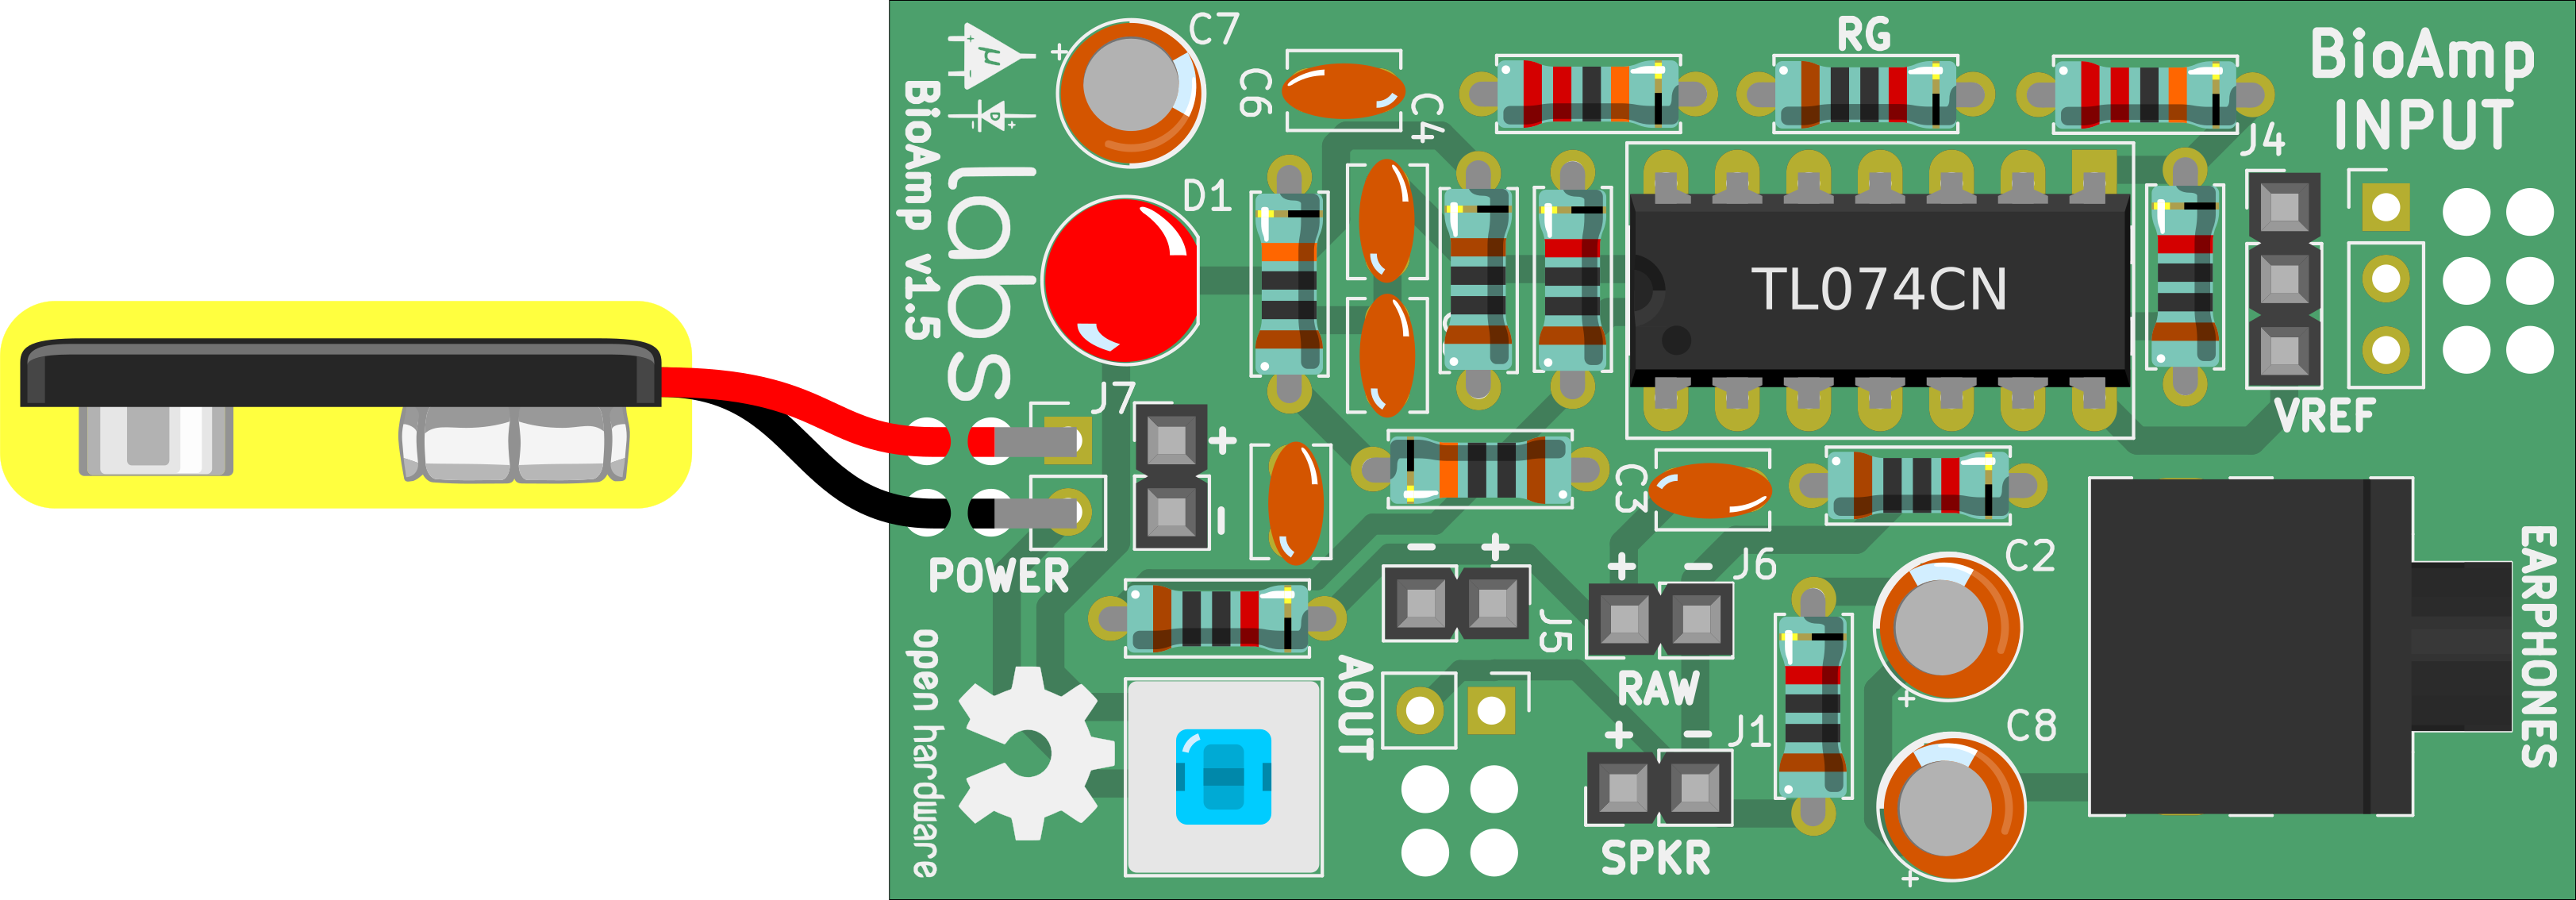 BioAmp v1.5
labs
C7
D1
C6
C4
RG
BioAmp
INPUT
J4
TL074CN
VREF
J7
+
-
POWER
C3
- +
J5
AOUT
+ -
J6
RAW
+ -
J1
SPKR
C2
+
C8
+
EARPHONES
open hardware